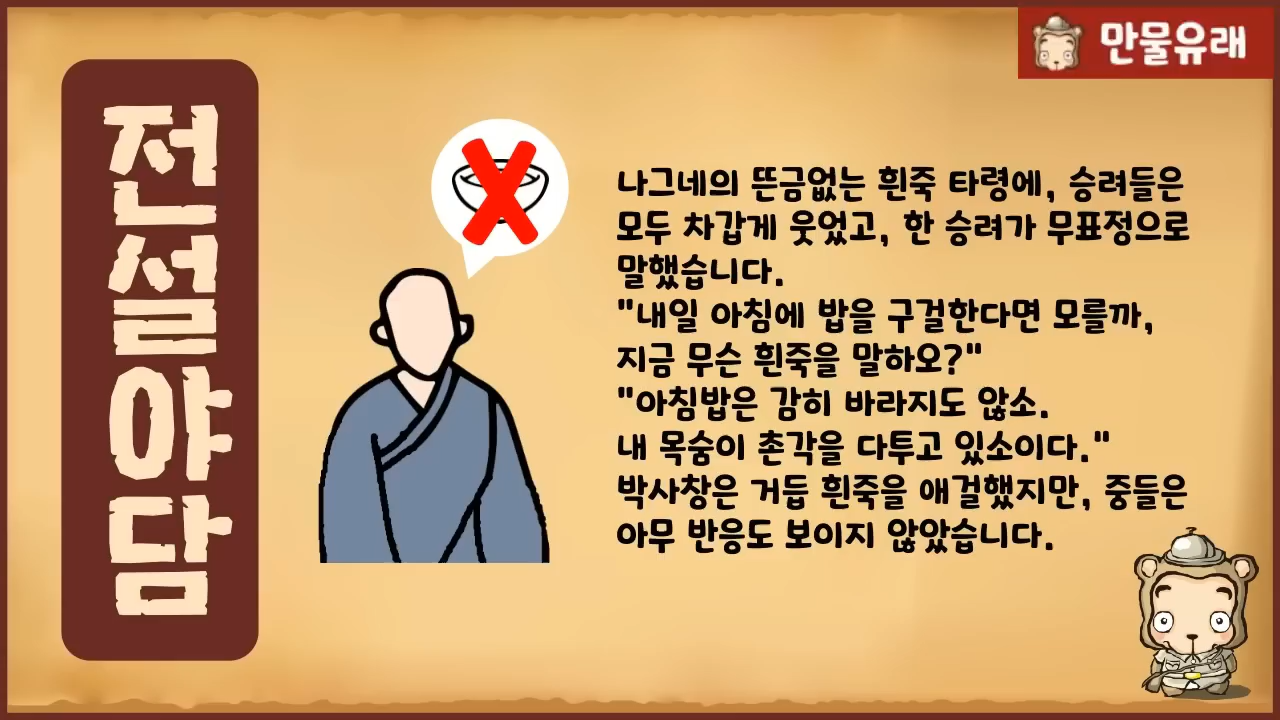 만물유래
전설야담
나그네의 뜬금없는 흰죽 타령에, 승려들은
모두 차갑게 웃었고, 한 승려가 무표정으로
말했습니다.
"내일 아침에 밥을 구걸한다면 모를까,
지금 무슨 흰죽을 말하오?"
"아침밥은 감히 바라지도 않소.
내 목숨이 촌각을 다투고 있소이다."
박사창은 거듭 흰죽을 애걸했지만, 중들은
아무 반응도 보이지 않았습니다.